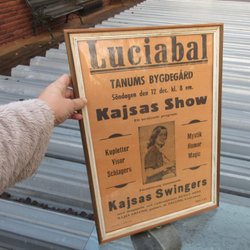 Luciabal
TANUMS BYGDEGÅRD
Söndagen den 12 dec. kl. 8 em.
Kajsas Show
Kupletter
Visor
Schlagers
Mystik
Humor
Magi
Kajsas Swingers